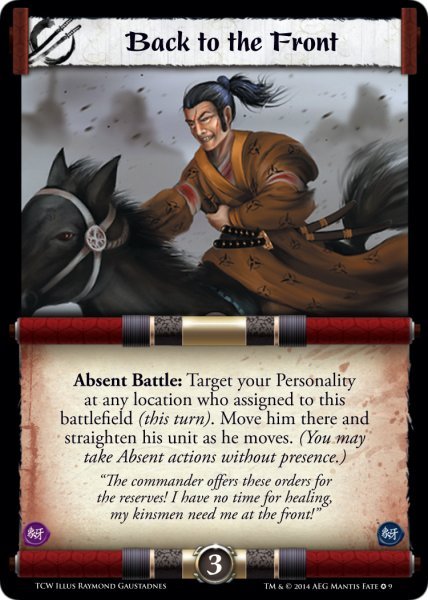 Back to the Front
Absent Battle: Target your Personality
at any location who assigned to this
battlefield (this turn). Move him there and
straighten his unit as he moves. (You may
take Absent actions without presence.)
"The commander offers these orders for
the reserves! I have no time for healing,
my kinsmen need me at the front!"
3
TCW ILLUS RAYMOND GAUSTADNES
TM & © 2014 AEG MANTIS FATE ✪ 9